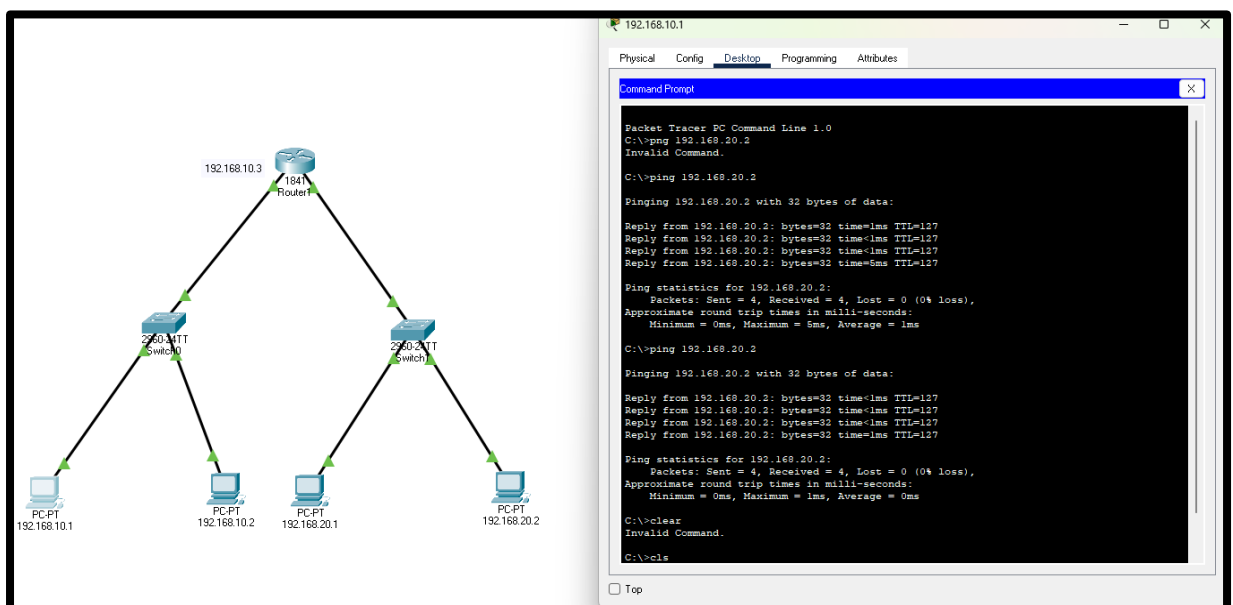 192.168.10.1
Physical Config Desktop Programming Attributes
Command Prompt
X
Packet Tracer PC Command Line 1.0
C:\>png 192.168.20.2
Invalid Command.
C:\>ping 192.168.20.2
Pinging 192.168.20.2 with 32 bytes of data:
Reply from 192.168.20.2: bytes=32 time=1ms TTL=127
Reply from 192.168.20.2: bytes=32 time<1ms TTL=127
Reply from 192.168.20.2: bytes=32 time<1ms TTL=127
Reply from 192.168.20.2: bytes=32 time=5ms TTL=127
Ping statistics for 192.168.20.2:
Packets: Sent = 4, Received = 4, Lost = 0 (0% loss),
Approximate round trip times in milli-seconds:
Minimum = 0ms, Maximum = 5ms, Average = 1ms
C:\>ping 192.168.20.2
Pinging 192.168.20.2 with 32 bytes of data:
Reply from 192.168.20.2: bytes=32 time<1ms TTL=127
Reply from 192.168.20.2: bytes=32 time<1ms TTL=127
Reply from 192.168.20.2: bytes=32 time<1ms TTL=127
Reply from 192.168.20.2: bytes=32 time=1ms TTL=127
Ping statistics for 192.168.20.2:
Packets: Sent = 4, Received = 4, Lost = 0 (0% loss),
Approximate round trip times in milli-seconds:
Minimum = 0ms, Maximum = 1ms, Average = 0ms
C:\>clear
Invalid Command.
C:\>cls
Top
192.168.10.3
1841
Router1
2960-24TT
Switch0
2960-24TT
Switch1
PC-PT
192.168.10.1
PC-PT
192.168.10.2
PC-PT
192.168.20.1
PC-PT
192.168.20.2